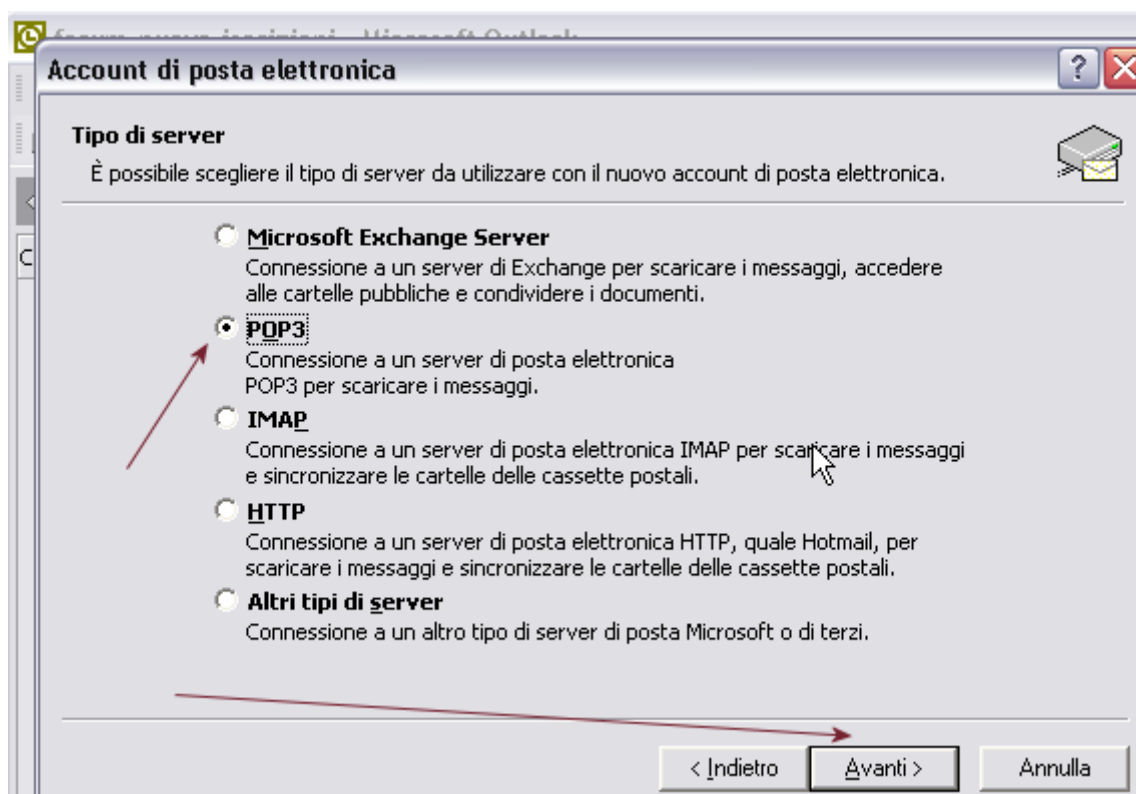 Microsoft Outlook
Account di posta elettronica
Tipo di server
È possibile scegliere il tipo di server da utilizzare con il nuovo account di posta elettronica.
Microsoft Exchange Server
Connessione a un server di Exchange per scaricare i messaggi, accedere
alle cartelle pubbliche e condividere i documenti.
POP3
Connessione a un server di posta elettronica
POP3 per scaricare i messaggi.
IMAP
Connessione a un server di posta elettronica IMAP per scaricare i messaggi
e sincronizzare le cartelle delle cassette postali.
HTTP
Connessione a un server di posta elettronica HTTP, quale Hotmail, per
scaricare i messaggi e sincronizzare le cartelle delle cassette postali.
Altri tipi di server
Connessione a un altro tipo di server di posta Microsoft o di terzi.
< Indietro
Avanti >
Annulla